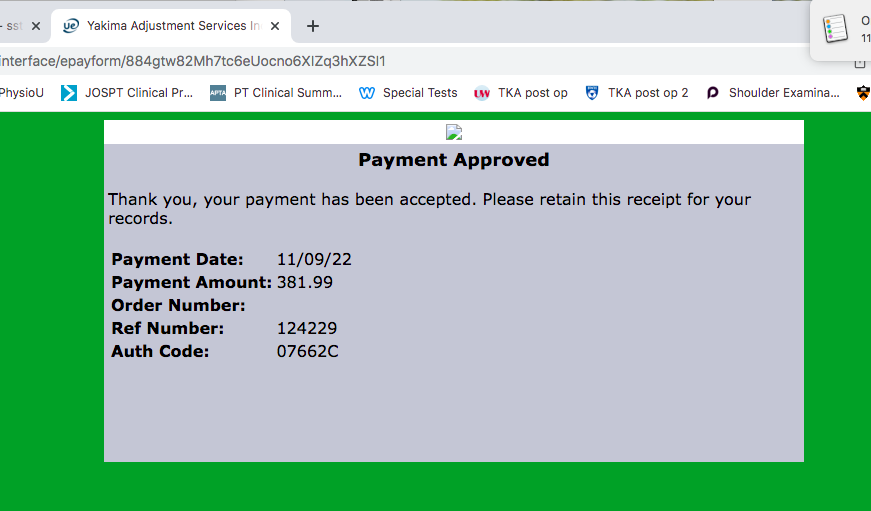 - sst
Yakima Adjustment Services In
O
11
interface/epayform/884gtw82Mh7tc6eUocno6XlZq3hXZSl1
PhysioU JOSPT Clinical Pr... APTA PT Clinical Summ... W Special Tests UW TKA post op TKA post op 2 Shoulder Examina...
Payment Approved
Thank you, your payment has been accepted. Please retain this receipt for your
records.
Payment Date: 11/09/22
Payment Amount: 381.99
Order Number:
Ref Number: 124229
Auth Code: 07662C